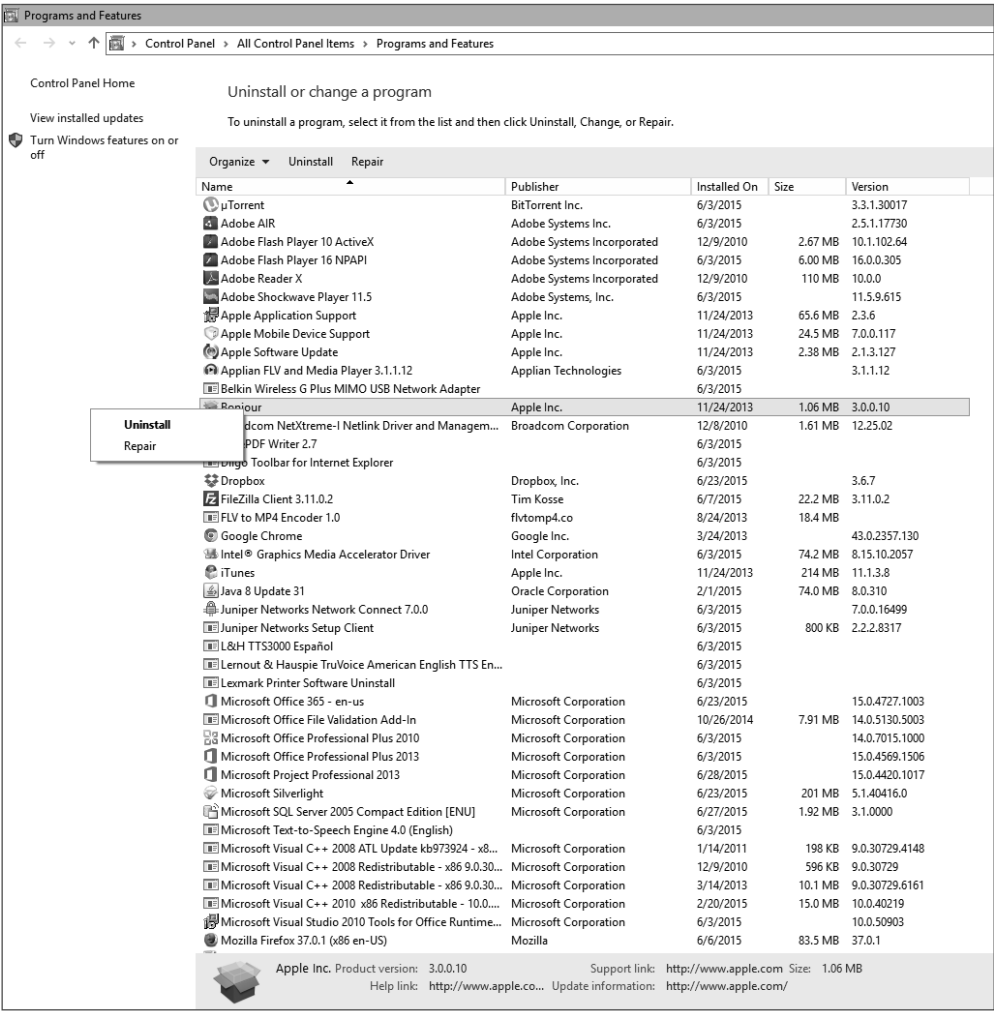 Programs and Features
Control Panel > All Control Panel Items > Programs and Features
Control Panel Home
View installed updates
Turn Windows features on or
off
Uninstall or change a program
To uninstall a program, select it from the list and then click Uninstall, Change, or Repair.
Organize Uninstall Repair
Name Publisher Installed On Size Version
µTorrent BitTorrent Inc. 6/3/2015 3.3.1.30017
Adobe AIR Adobe Systems Inc. 6/3/2015 2.5.1.17730
Adobe Flash Player 10 ActiveX Adobe Systems Incorporated 12/9/2010 2.67 MB 10.1.102.64
Adobe Flash Player 16 NPAPI Adobe Systems Incorporated 6/3/2015 6.00 MB 16.0.0.305
Adobe Reader X Adobe Systems Incorporated 12/9/2010 110 MB 10.0.0
Adobe Shockwave Player 11.5 Adobe Systems, Inc. 6/3/2015 11.5.9.615
Apple Application Support Apple Inc. 11/24/2013 65.6 MB 2.3.6
Apple Mobile Device Support Apple Inc. 11/24/2013 24.5 MB 7.0.0.117
Apple Software Update Apple Inc. 11/24/2013 2.38 MB 2.1.3.127
Applian FLV and Media Player 3.1.1.12 Applian Technologies 6/3/2015 3.1.1.12
Belkin Wireless G Plus MIMO USB Network Adapter 6/3/2015
Bonjour Apple Inc. 11/24/2013 1.06 MB 3.0.0.10
Uninstall
Repair
dcom NetXtreme-I Netlink Driver and Managem... Broadcom Corporation 12/8/2010 1.61 MB 12.25.02
PDF Writer 2.7 6/3/2015
Diigo Toolbar for Internet Explorer 6/3/2015
Dropbox Dropbox, Inc. 6/23/2015 3.6.7
FileZilla Client 3.11.0.2 Tim Kosse 6/7/2015 22.2 MB 3.11.0.2
FLV to MP4 Encoder 1.0 flvtomp4.co 8/24/2013 18.4 MB
Google Chrome Google Inc. 3/24/2013 43.0.2357.130
Intel® Graphics Media Accelerator Driver Intel Corporation 6/3/2015 74.2 MB 8.15.10.2057
iTunes Apple Inc. 11/24/2013 214 MB 11.1.3.8
Java 8 Update 31 Oracle Corporation 2/1/2015 74.0 MB 8.0.310
Juniper Networks Network Connect 7.0.0 Juniper Networks 6/3/2015 7.0.0.16499
Juniper Networks Setup Client Juniper Networks 6/3/2015 800 KB 2.2.2.8317
L&H TTS3000 Español 6/3/2015
Lernout & Hauspie TruVoice American English TTS En... 6/3/2015
Lexmark Printer Software Uninstall 6/3/2015
Microsoft Office 365 - en-us Microsoft Corporation 6/23/2015 15.0.4727.1003
Microsoft Office File Validation Add-In Microsoft Corporation 10/26/2014 7.91 MB 14.0.5130.5003
Microsoft Office Professional Plus 2010 Microsoft Corporation 6/3/2015 14.0.7015.1000
Microsoft Office Professional Plus 2013 Microsoft Corporation 6/3/2015 15.0.4569.1506
Microsoft Project Professional 2013 Microsoft Corporation 6/28/2015 15.0.4420.1017
Microsoft Silverlight Microsoft Corporation 6/23/2015 201 MB 5.1.40416.0
Microsoft SQL Server 2005 Compact Edition [ENU] Microsoft Corporation 6/27/2015 1.92 MB 3.1.0000
Microsoft Text-to-Speech Engine 4.0 (English) 6/3/2015
Microsoft Visual C++ 2008 ATL Update kb973924 - x8... Microsoft Corporation 1/14/2011 198 KB 9.0.30729.4148
Microsoft Visual C++ 2008 Redistributable - x86 9.0.30... Microsoft Corporation 12/9/2010 596 KB 9.0.30729
Microsoft Visual C++ 2008 Redistributable - x86 9.0.30... Microsoft Corporation 3/14/2013 10.1 MB 9.0.30729.6161
Microsoft Visual C++ 2010 x86 Redistributable - 10.0.... Microsoft Corporation 2/20/2015 15.0 MB 10.0.40219
Microsoft Visual Studio 2010 Tools for Office Runtime... Microsoft Corporation 6/3/2015 10.0.50903
Mozilla Firefox 37.0.1 (x86 en-US) Mozilla 6/6/2015 83.5 MB 37.0.1
Apple Inc. Product version: 3.0.0.10 Support link: http://www.apple.com Size: 1.06 MB
Help link: http://www.apple.co... Update information: http://www.apple.com/